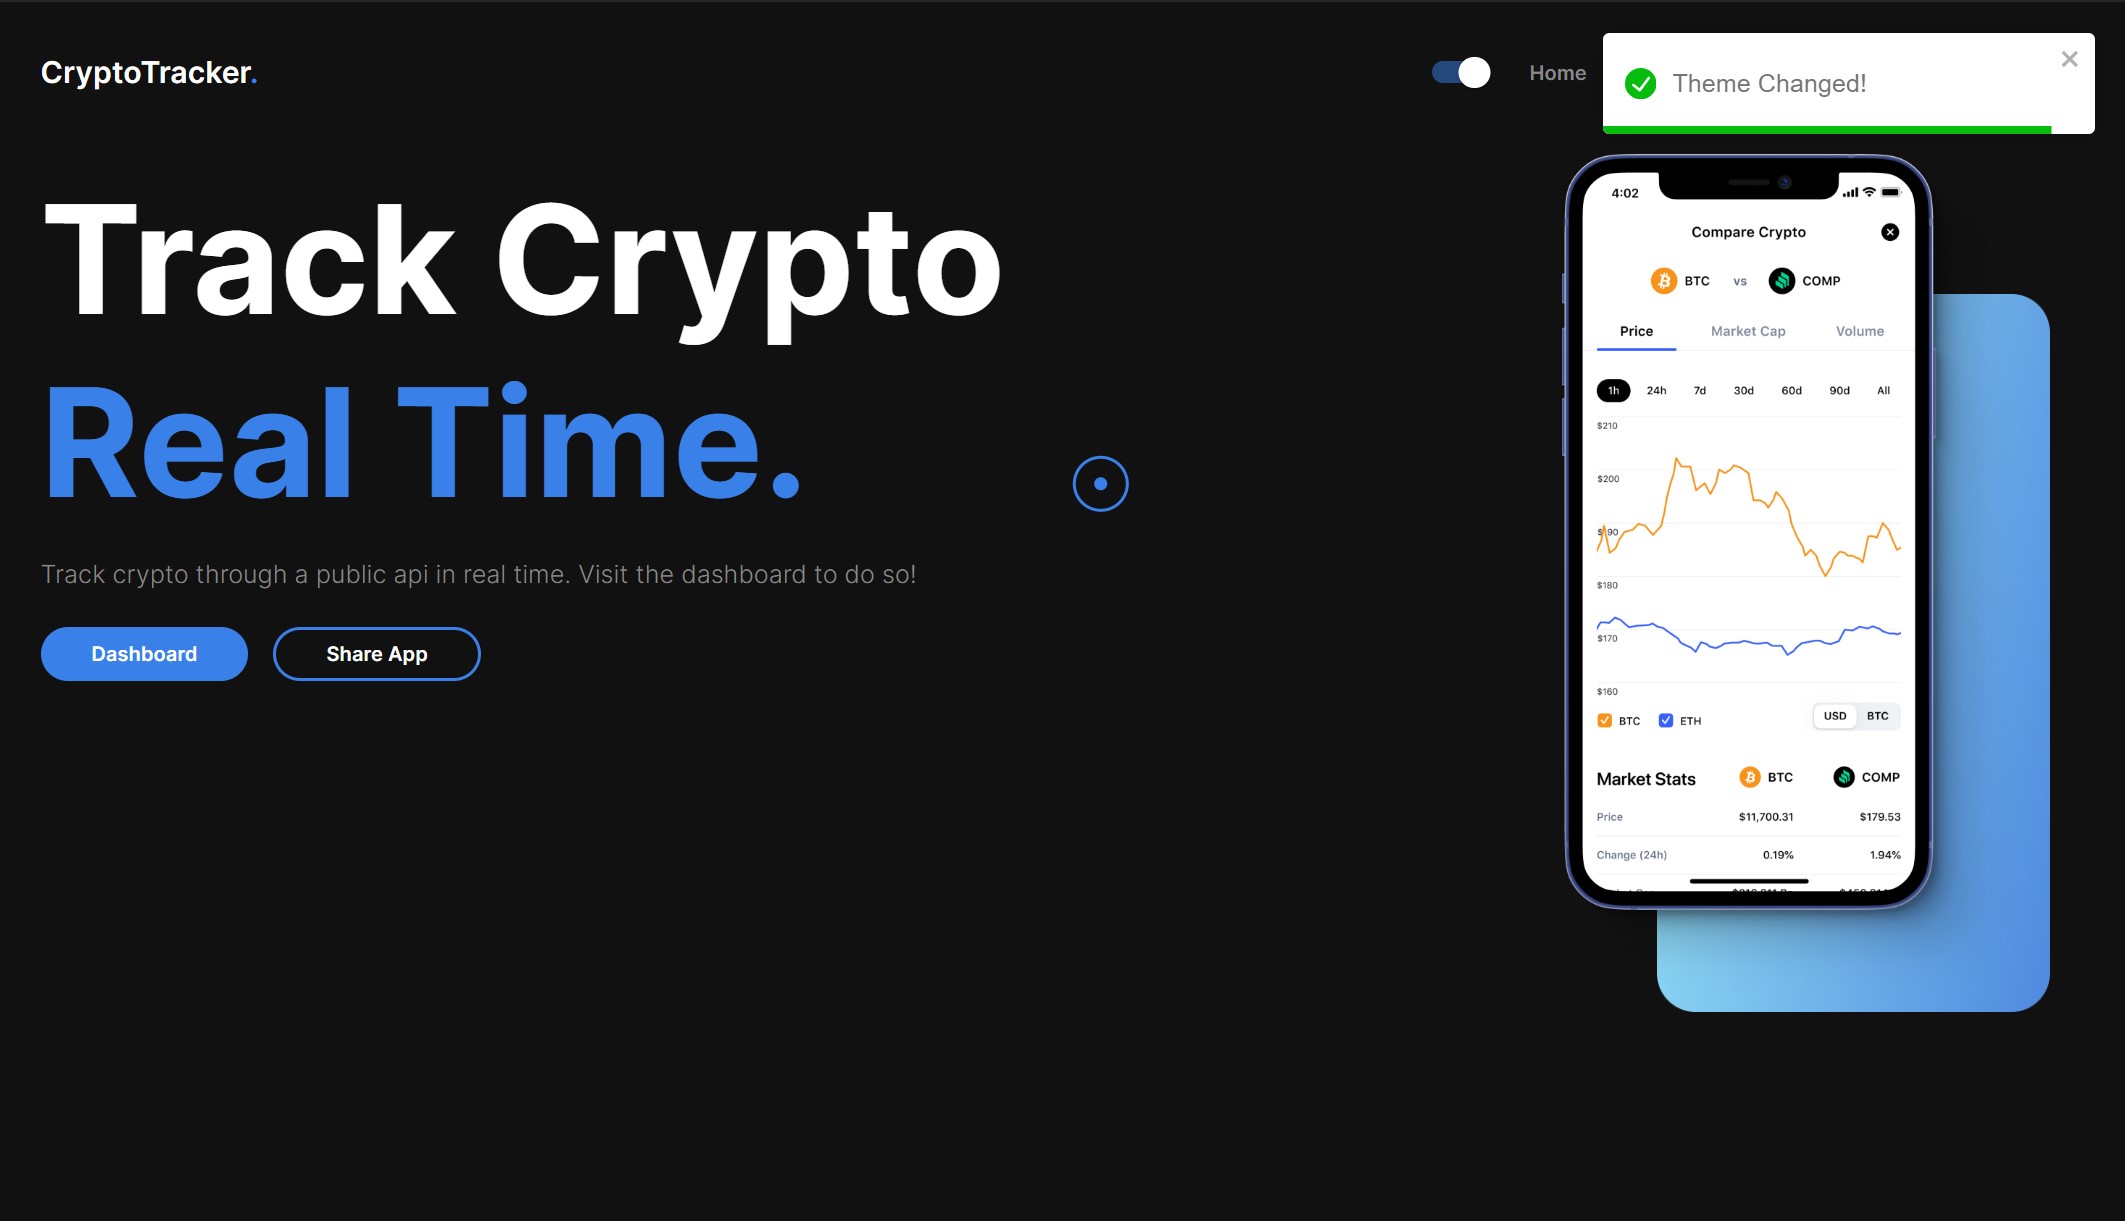 CryptoTracker.
Home
Theme Changed!
Track Crypto
Real Time.
Track crypto through a public api in real time. Visit the dashboard to do so!
Dashboard
Share App
4:02
Compare Crypto
BTC vs COMP
Price Market Cap Volume
1h 24h 7d 30d 60d 90d All
$210
$200
$190
$180
$170
$160
BTC ETH
USD BTC
Market Stats BTC COMP
Price $11,700.31 $179.53
Change (24h) 0.19% 1.94%